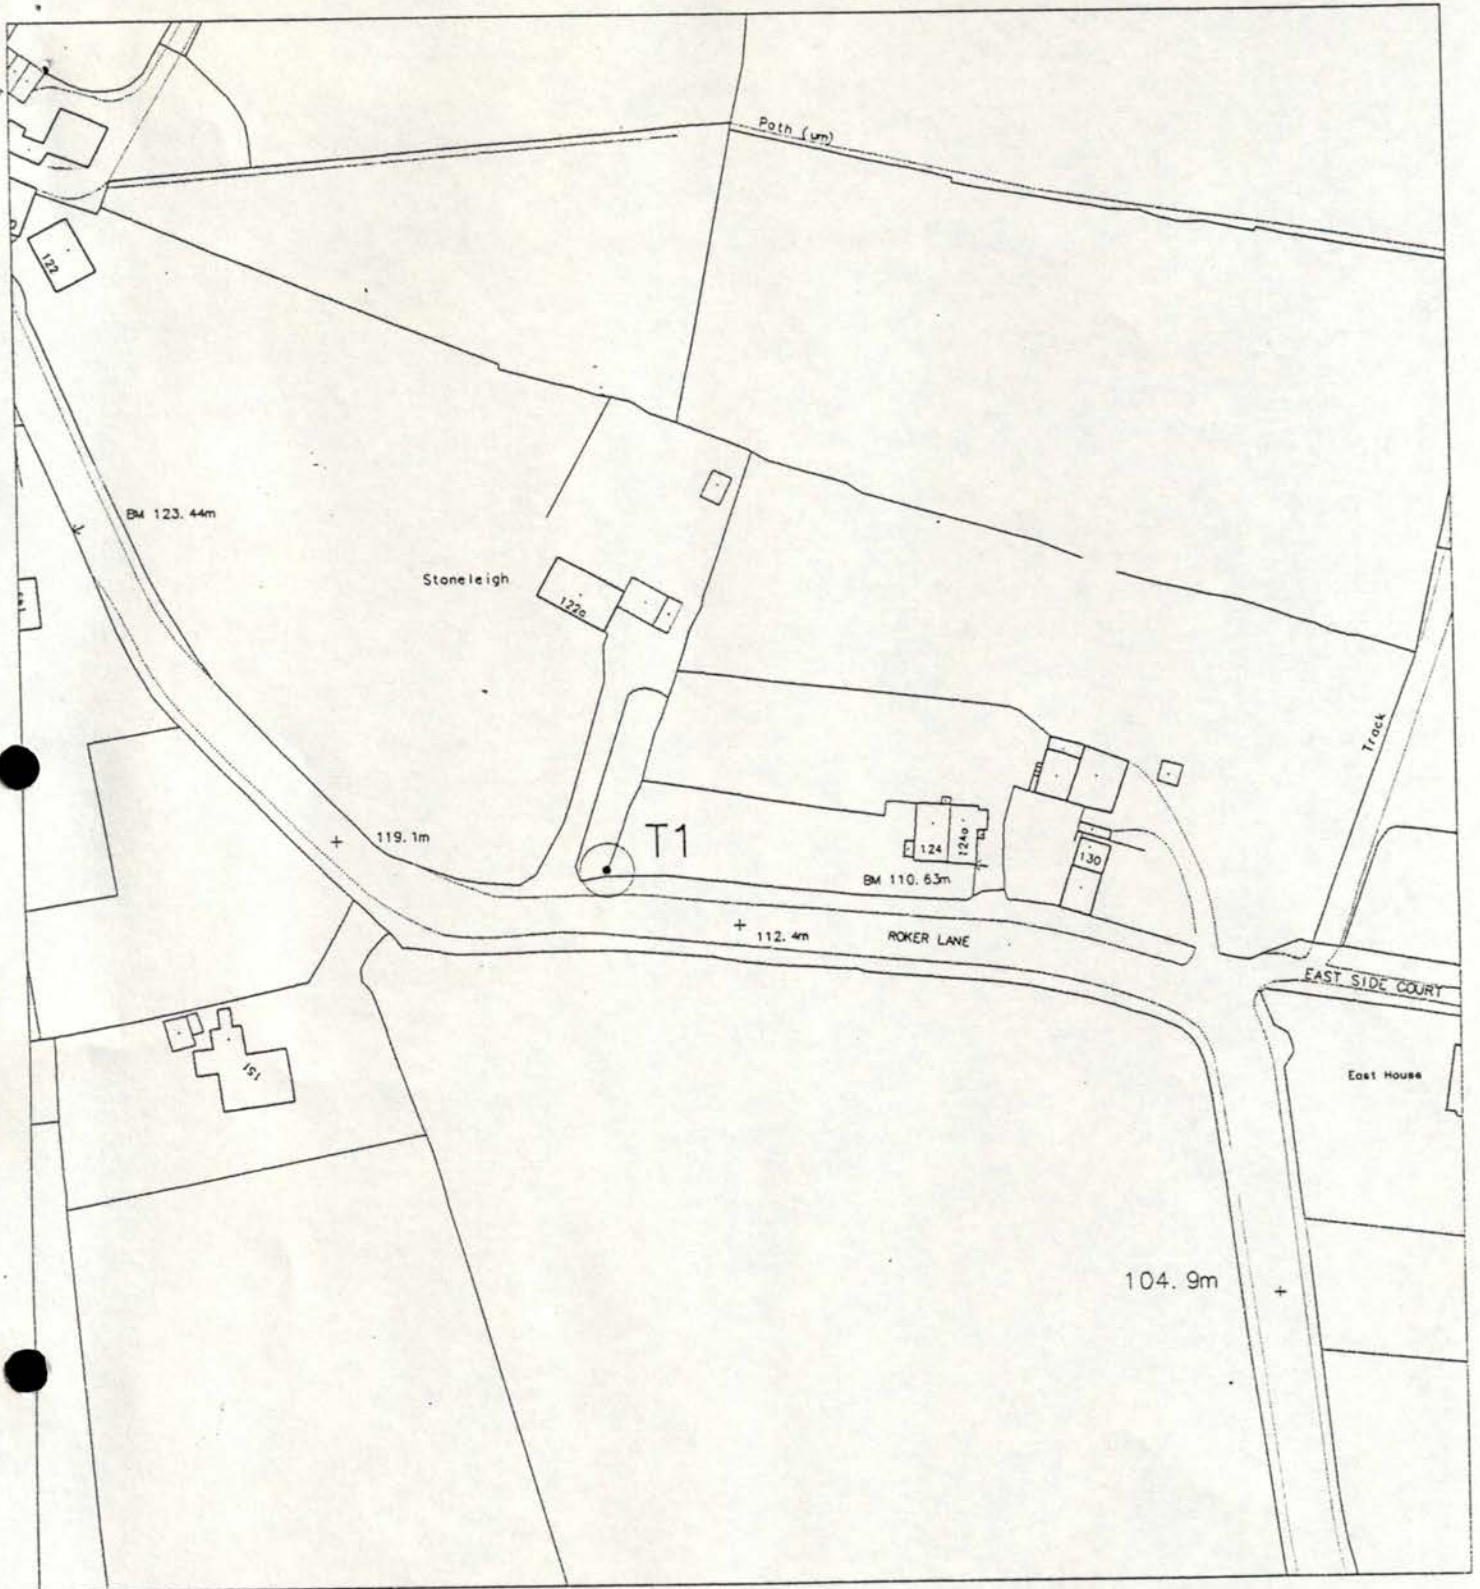 Path (um)
122
BM 123.44m
Stoneleigh
122a
Track
119.1m
T1
124
124a
130
BM 110.63m
112.4m
ROKER LANE
EAST SIDE COURT
151
East House
104.9m